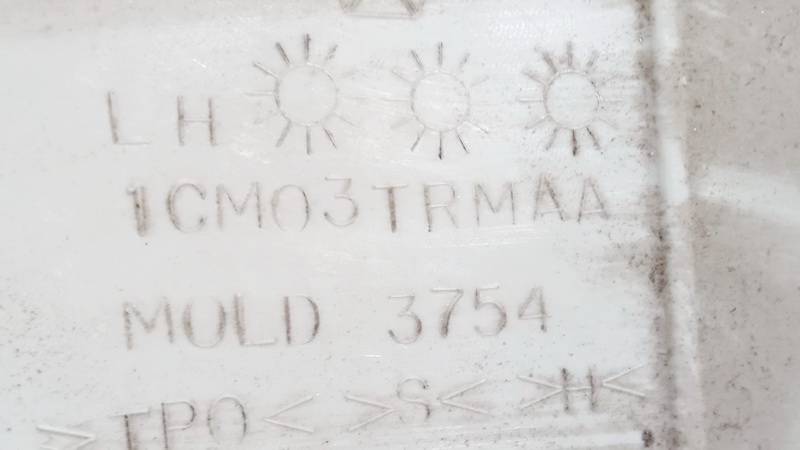 LH
1CM03TRMAA
MOLD 3754
>TPO< >S< >H<